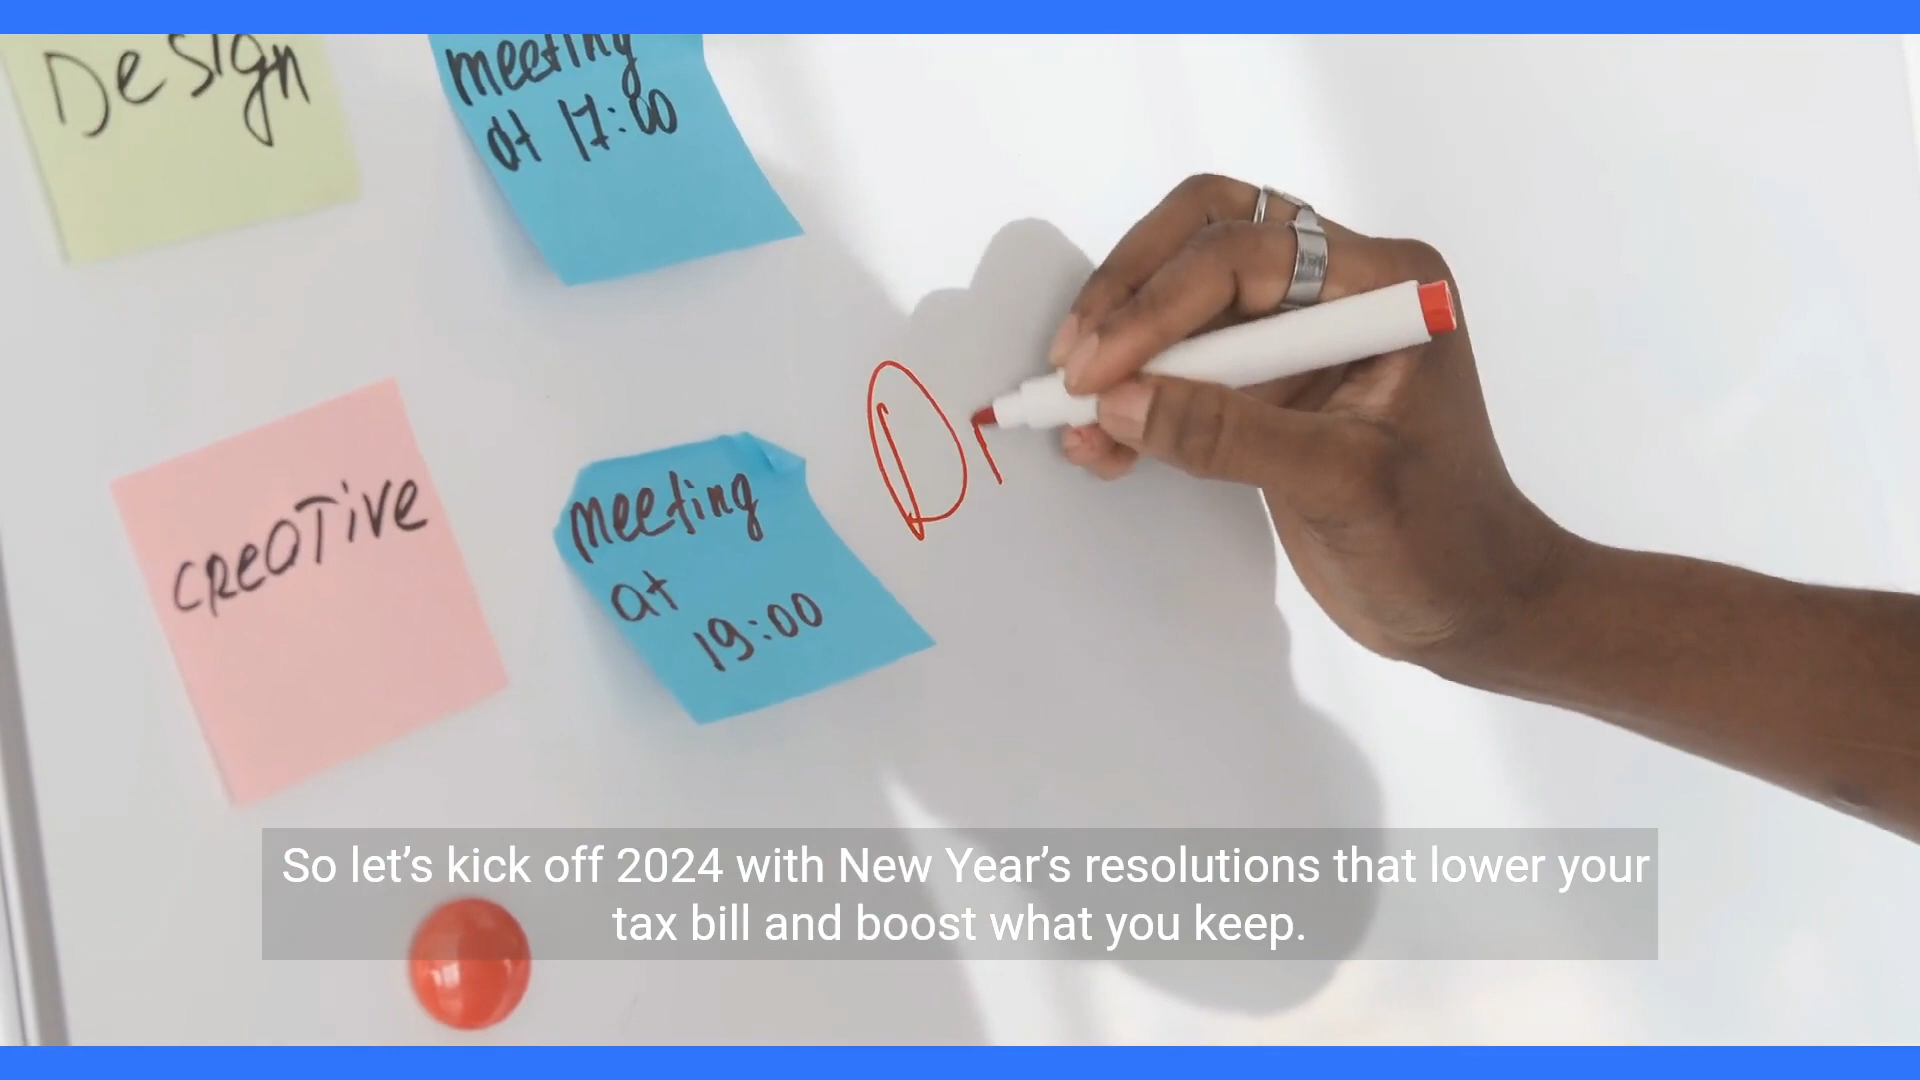 Design
meeting
at 17:00
CREATiVe
meeting
at
19:00
D
So let’s kick off 2024 with New Year’s resolutions that lower your
tax bill and boost what you keep.